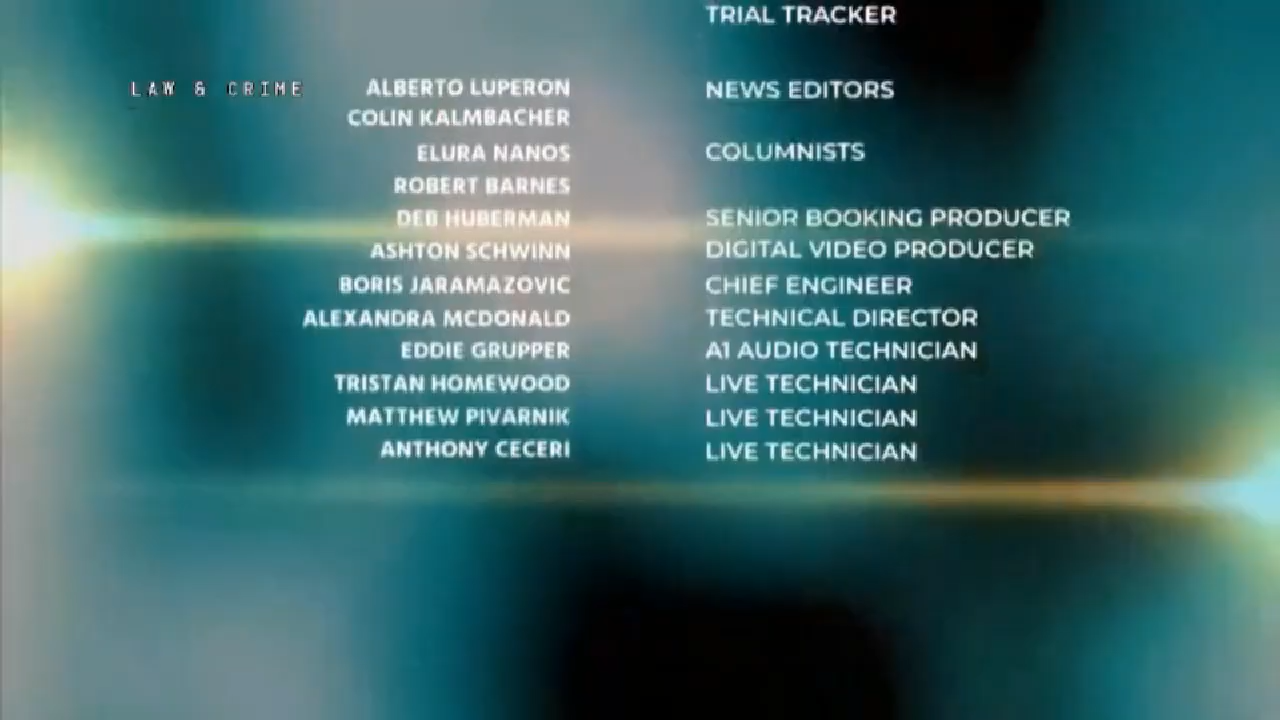 TRIAL TRACKER
LAW & CRIME
ALBERTO LUPERON NEWS EDITORS
COLIN KALMBACHER
ELURA NANOS COLUMNISTS
ROBERT BARNES
DEB HUBERMAN SENIOR BOOKING PRODUCER
ASHTON SCHWINN DIGITAL VIDEO PRODUCER
BORIS JARAMAZOVIC CHIEF ENGINEER
ALEXANDRA MCDONALD TECHNICAL DIRECTOR
EDDIE GRUPPER A1 AUDIO TECHNICIAN
TRISTAN HOMEWOOD LIVE TECHNICIAN
MATTHEW PIVARNIK LIVE TECHNICIAN
ANTHONY CECERI LIVE TECHNICIAN